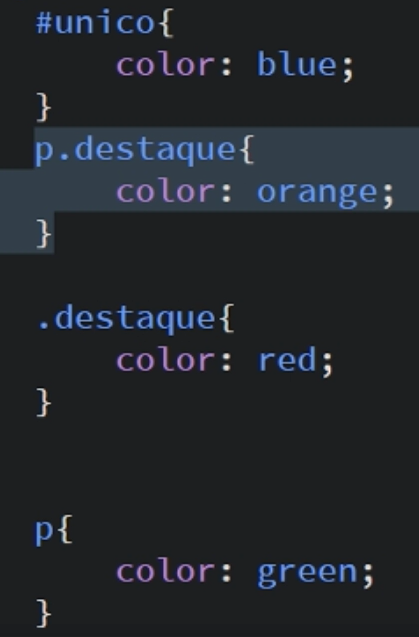 #unico{
    color: blue;
}
p.destaque{
    color: orange;
}
.destaque{
    color: red;
}
p{
    color: green;
}